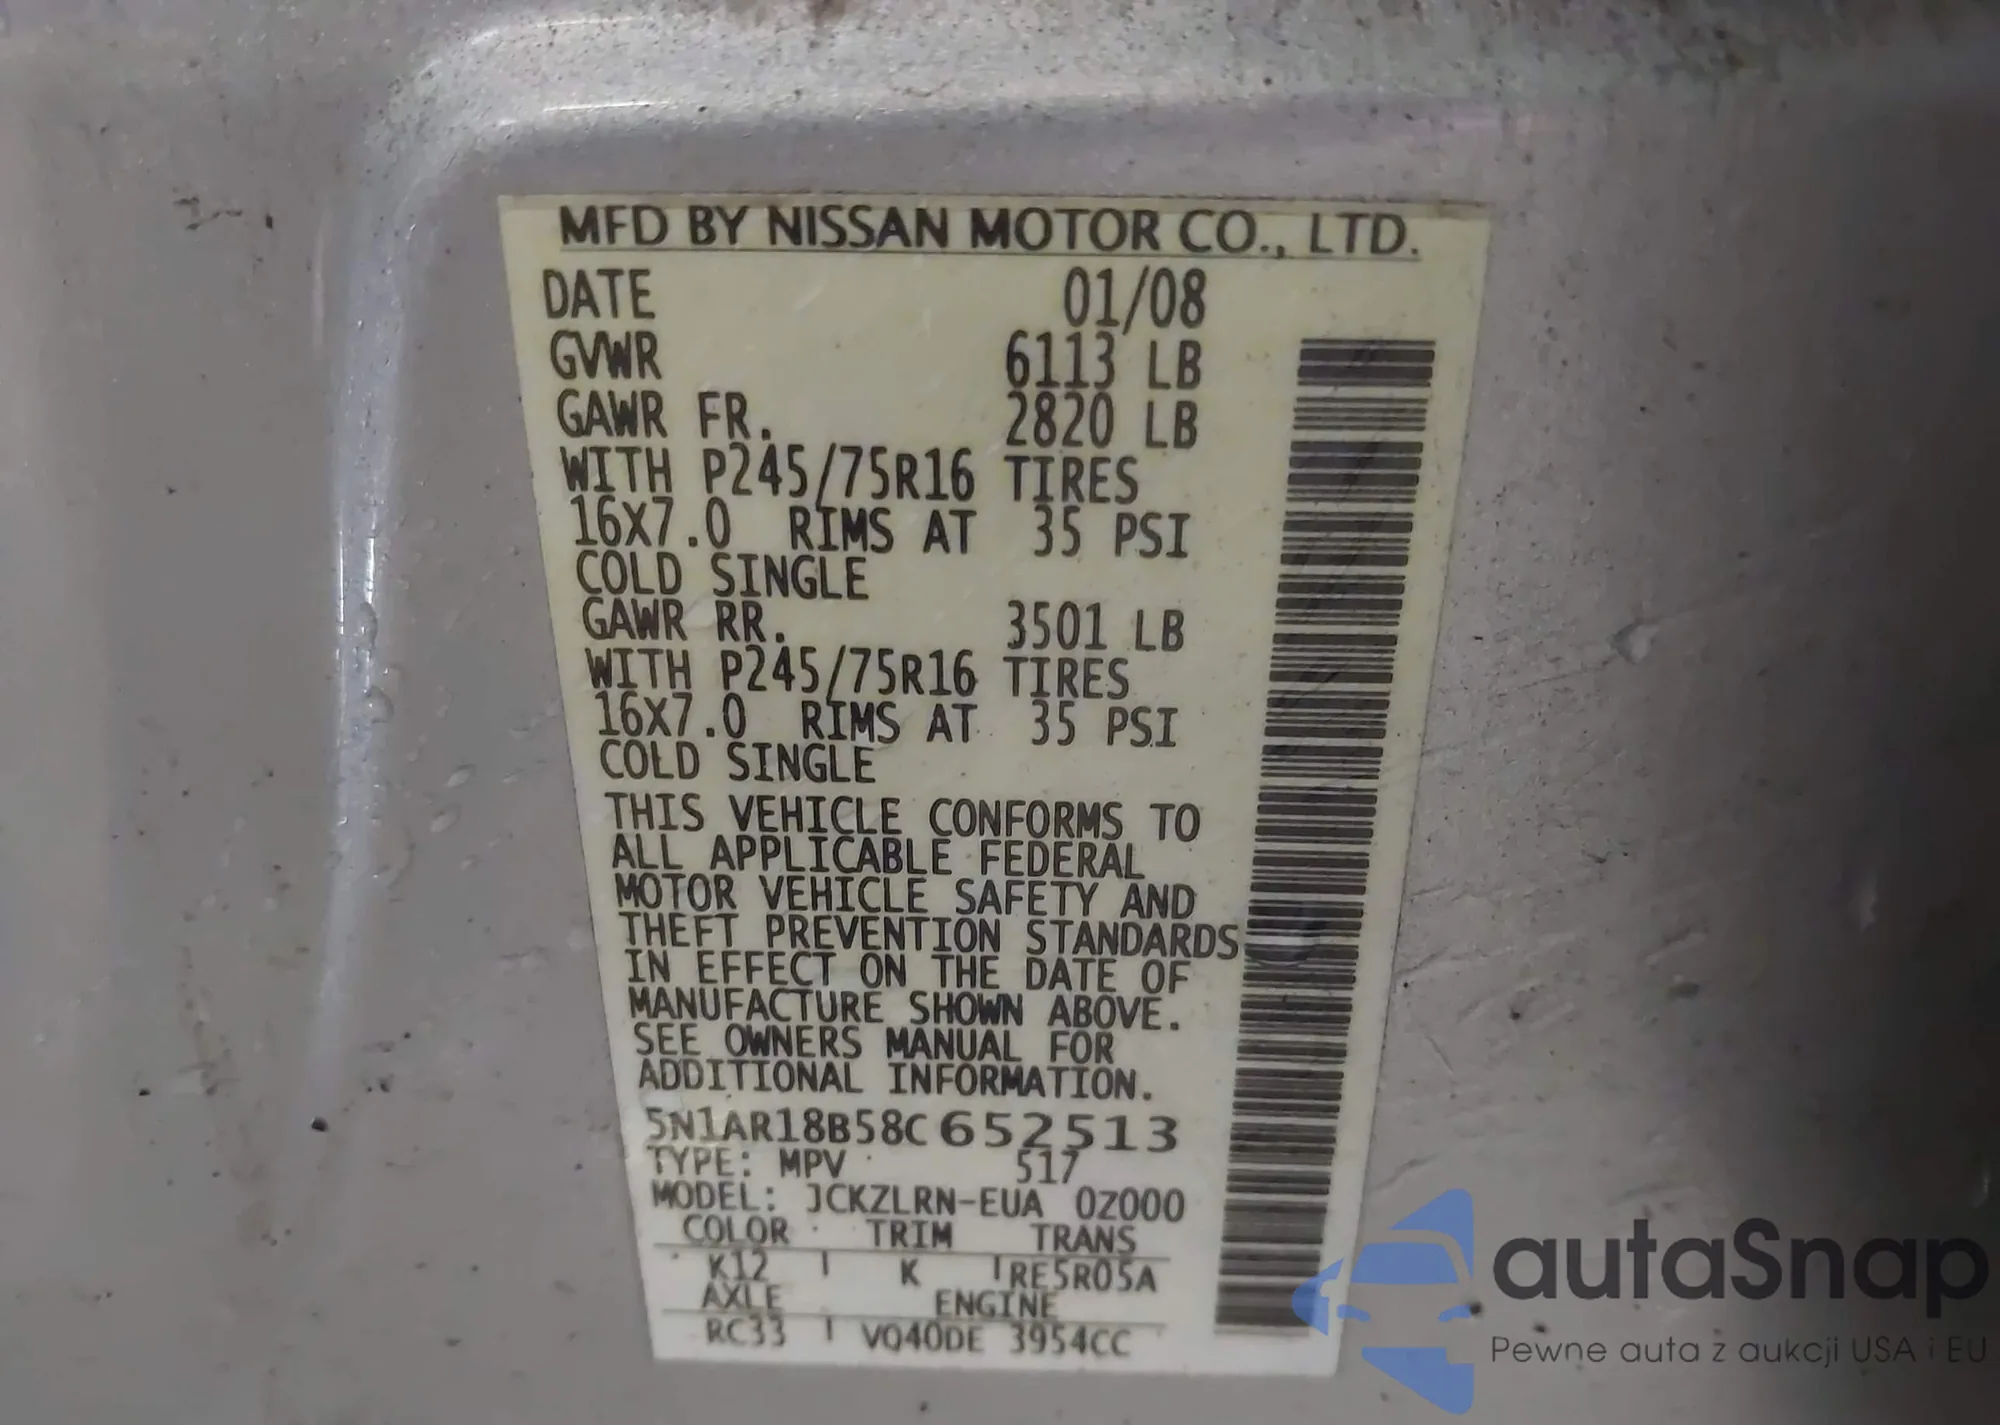 MFD BY NISSAN MOTOR CO., LTD.
DATE 01/08
GVWR 6113 LB
GAWR FR. 2820 LB
WITH P245/75R16 TIRES
16X7.0 RIMS AT 35 PSI
COLD SINGLE
GAWR RR. 3501 LB
WITH P245/75R16 TIRES
16X7.0 RIMS AT 35 PSI
COLD SINGLE
THIS VEHICLE CONFORMS TO
ALL APPLICABLE FEDERAL
MOTOR VEHICLE SAFETY AND
THEFT PREVENTION STANDARDS
IN EFFECT ON THE DATE OF
MANUFACTURE SHOWN ABOVE.
SEE OWNERS MANUAL FOR
ADDITIONAL INFORMATION.
5N1AR18B58C652513
TYPE: MPV 517
MODEL: JCKZLRN-EUA 0Z000
COLOR TRIM TRANS
K12 K RE5R05A
AXLE ENGINE
RC33 VQ40DE 3954CC
autaSnap
Pewne auta z aukcji USA i EU